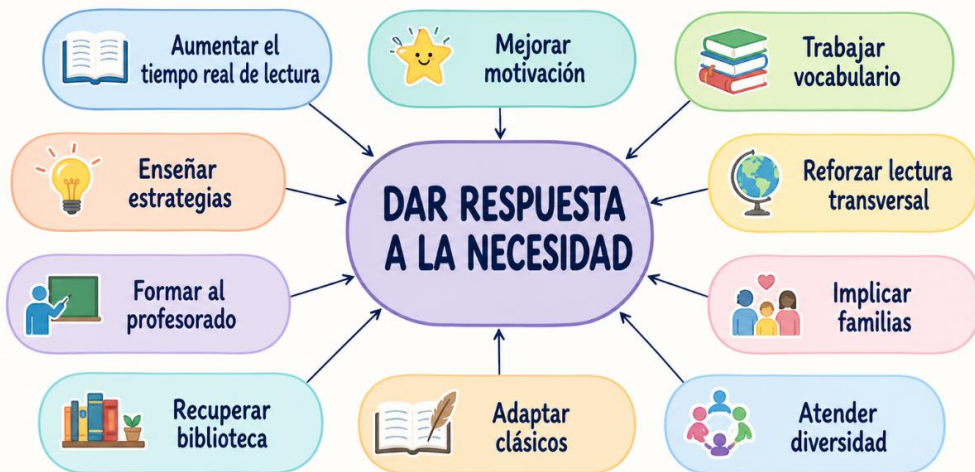 Aumentar el
tiempo real de lectura
Mejorar
motivación
Trabajar
vocabulario
Enseñar
estrategias
DAR RESPUESTA
A LA NECESIDAD
Reforzar lectura
transversal
Formar al
profesorado
Implicar
familias
Recuperar
biblioteca
Adaptar
clásicos
Atender
diversidad